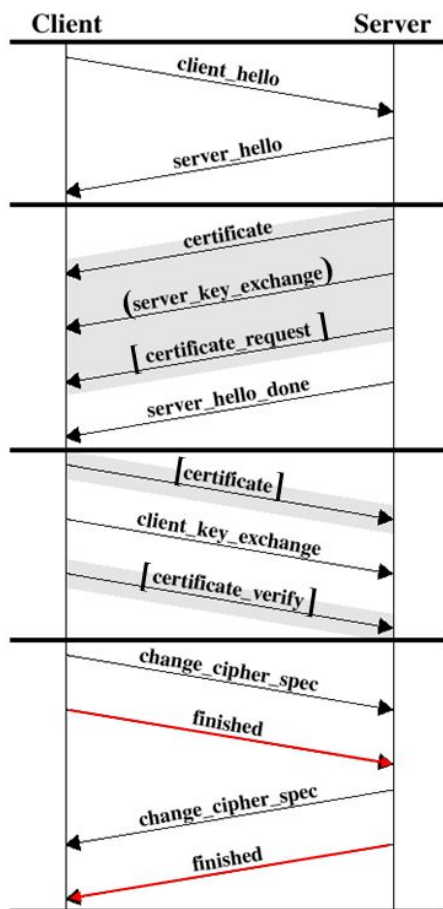 Client Server
client_hello
server_hello
certificate
(server_key_exchange)
[ certificate_request ]
server_hello_done
[certificate]
client_key_exchange
[certificate_verify]
change_cipher_spec
finished
change_cipher_spec
finished